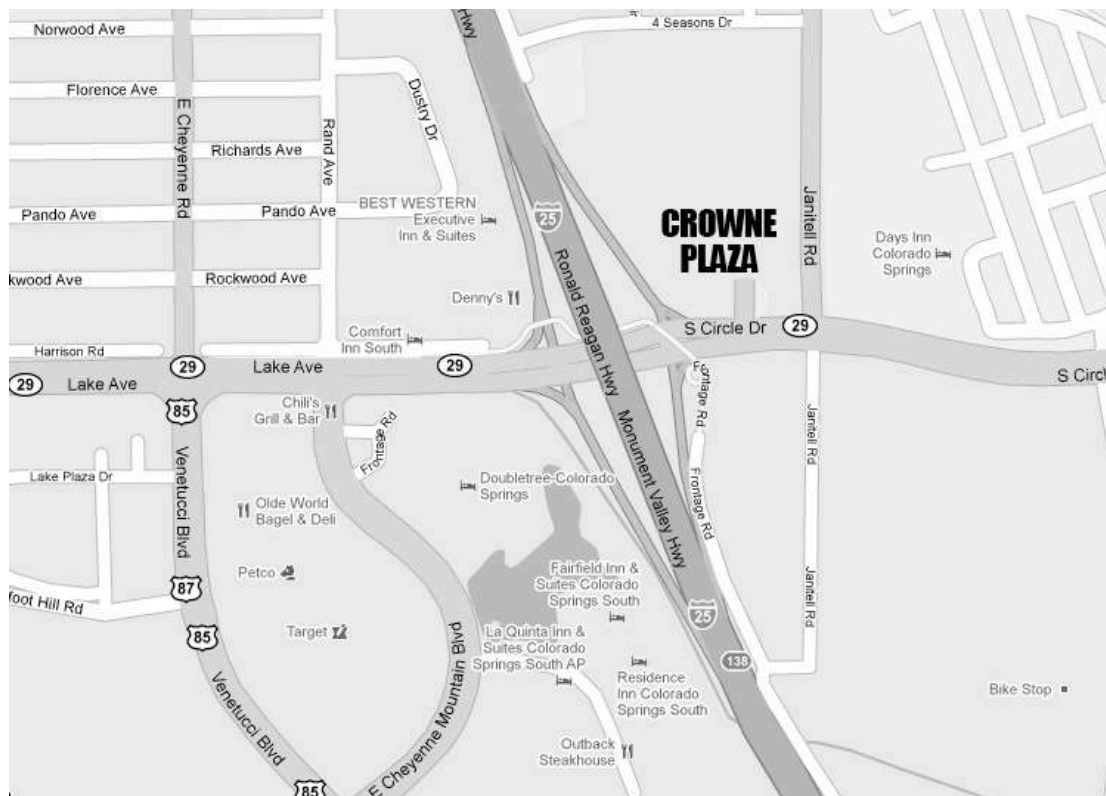 Hwy
4 Seasons Dr
Norwood Ave
Florence Ave
E Cheyenne Rd
Dustry Dr
Rand Ave
Richards Ave
Pando Ave
Pando Ave
BEST WESTERN
Executive
Inn & Suites
25
CROWNE
PLAZA
Janitell Rd
Days Inn
Colorado
Springs
kwood Ave
Rockwood Ave
Ronald Reagan Hwy
Denny's
Comfort
Inn South
S Circle Dr
29
Harrison Rd
29
Lake Ave
29
29
Lake Ave
S Circ
85
Chili's
Grill & Bar
Frontage Rd
Frontage Rd
Janitell Rd
Monument Valley Hwy
Lake Plaza Dr
Venetucci Blvd
Doubletree-Colorado
Springs
Frontage Rd
Olde World
Bagel & Deli
Petco
Fairfield Inn &
Suites Colorado
Springs South
Janitell Rd
87
foot Hill Rd
25
85
Target
La Quinta Inn &
Suites Colorado
Springs South AP
E Cheyenne Mountain Blvd
138
Residence
Inn Colorado
Springs South
Bike Stop
Venetucci Blvd
Outback
Steakhouse
85